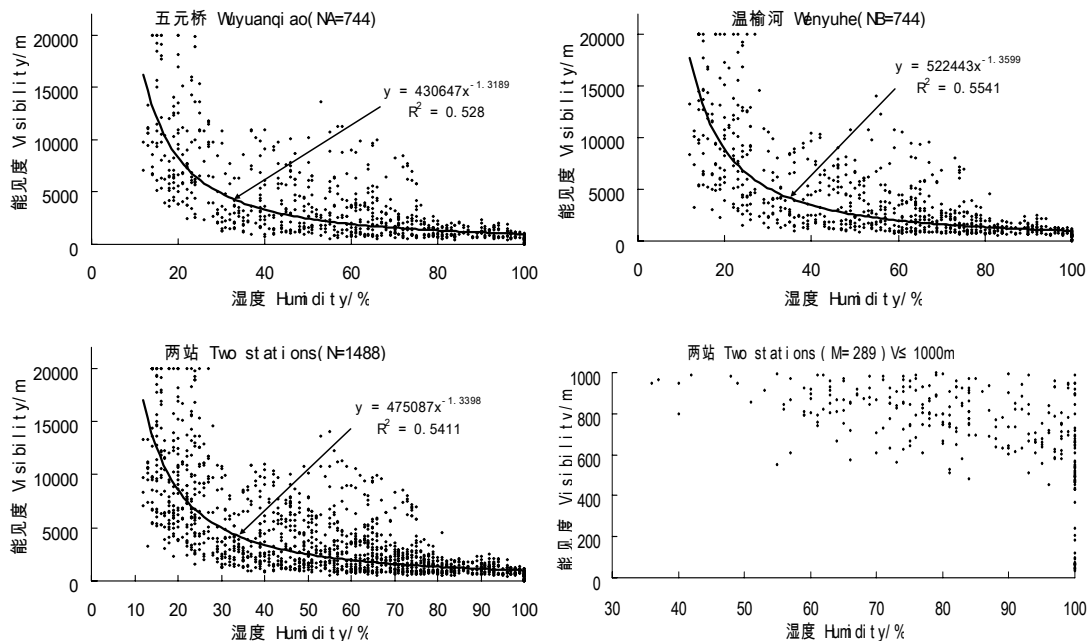 五元桥 Wuyuanqiao(NA=744)
20000
15000
10000
5000
0
能见度 Visibility/m
y = 430647x^-1.3189
R^2 = 0.528
0 20 40 60 80 100
湿度 Humidity/%
温榆河 Wenyuhe(NB=744)
20000
15000
10000
5000
0
能见度 Visibility/m
y = 522443x^-1.3599
R^2 = 0.5541
0 20 40 60 80 100
湿度 Humidity/%
两站 Two stations(N=1488)
20000
15000
10000
5000
0
能见度 Visibility/m
y = 475087x^-1.3398
R^2 = 0.5411
0 10 20 30 40 50 60 70 80 90 100
湿度 Humidity/%
两站 Two stations (M=289) V≤1000m
1000
800
600
400
200
0
能见度 Visibility/m
30 40 50 60 70 80 90 100
湿度 Humidity/%